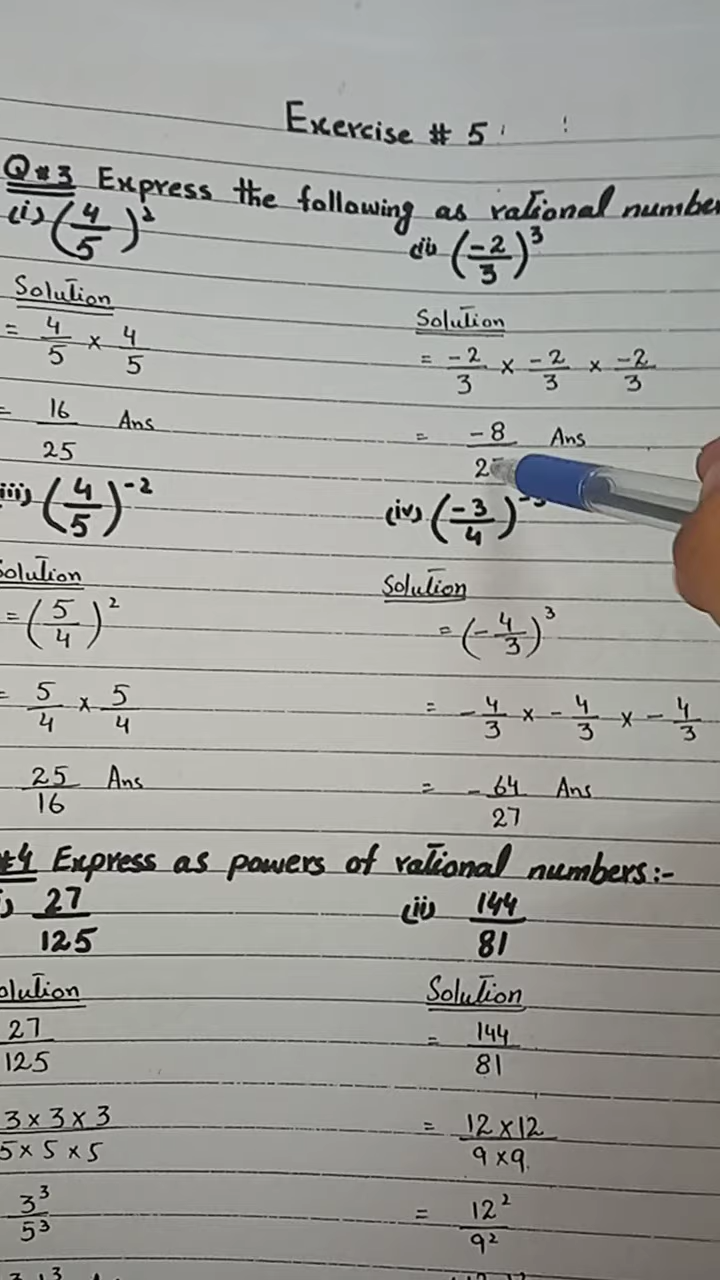 Exercise # 5
Q#3 Express the following as rational number
(i) (4/5)²
(ii) (-2/3)³
Solution
= 4/5 × 4/5
= 16/25 Ans
Solution
= -2/3 × -2/3 × -2/3
= -8/2 Ans
iii) (4/5)⁻²
(iv) (-3/4)⁻³
Solution
= (5/4)²
= 5/4 × 5/4
25/16 Ans
Solution
= (-4/3)³
= -4/3 × -4/3 × -4/3
= -64/27 Ans
#4 Express as powers of rational numbers:-
i) 27/125
(ii) 144/81
olution
27/125
3×3×3/5×5×5
3³/5³
Solution
= 144/81
= 12×12/9×9
= 12²/9²